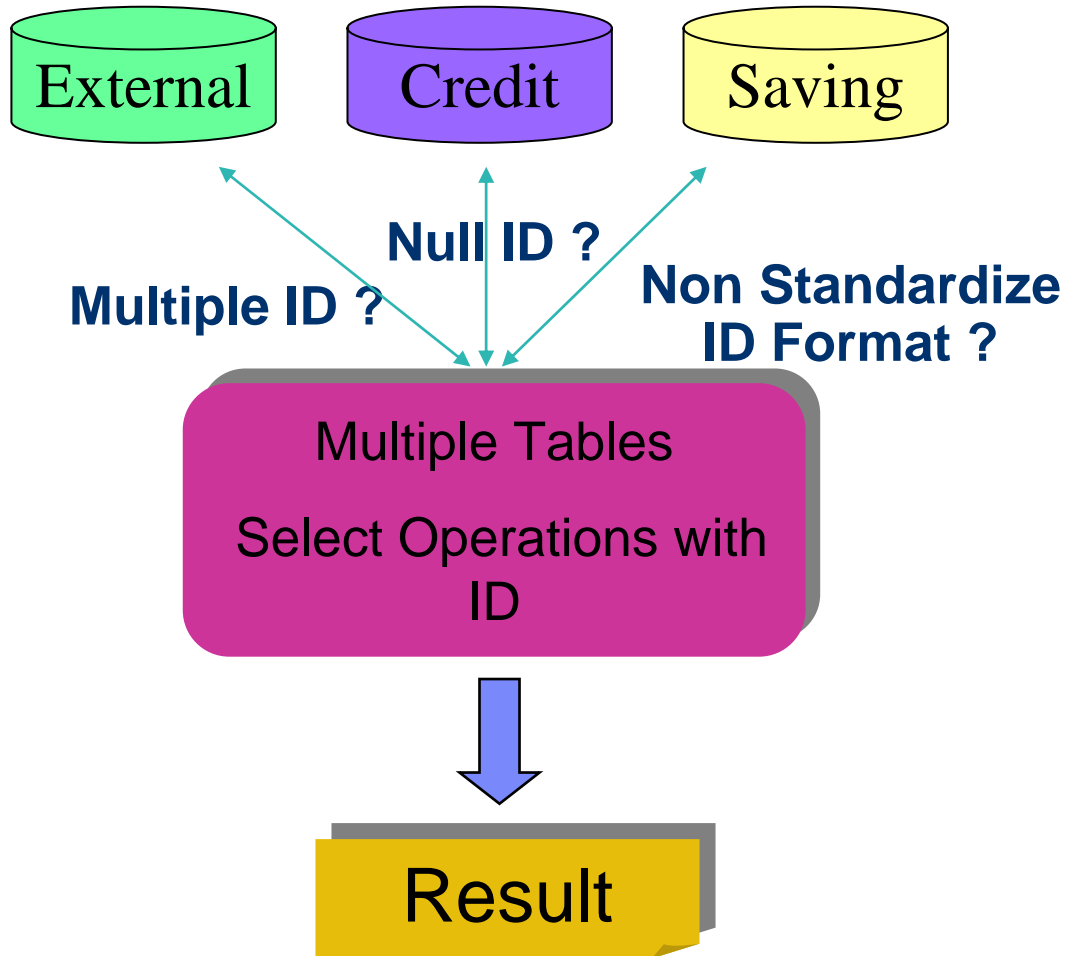 External
Credit
Saving
Null ID ?
Multiple ID ?
Non Standardize
ID Format ?
Multiple Tables
Select Operations with
ID
Result